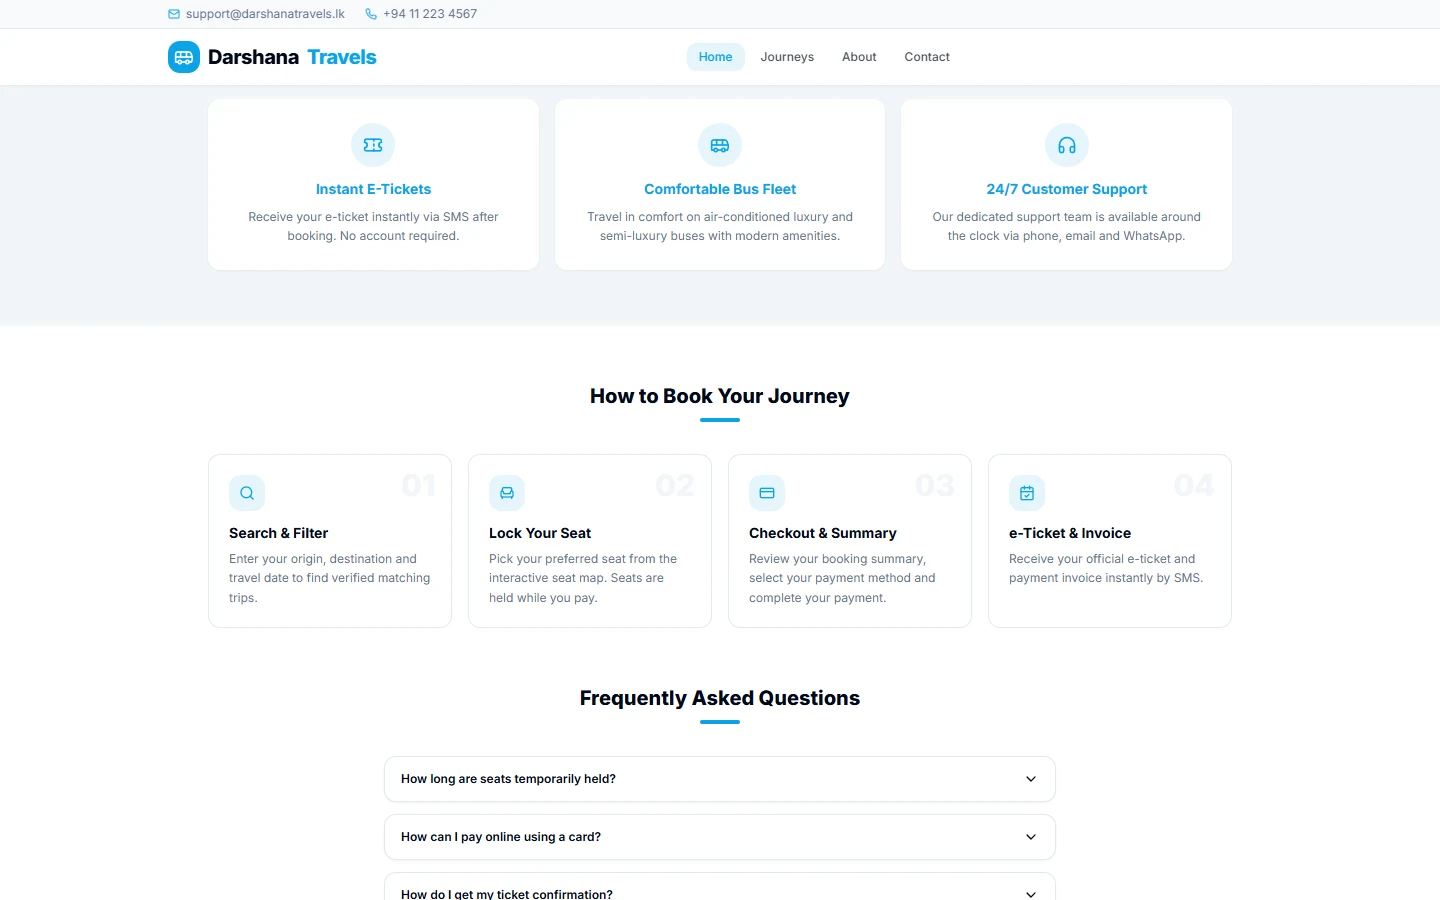 support@darshanatravels.lk +94 11 223 4567
Darshana Travels
Home Journeys About Contact
Instant E-Tickets
Receive your e-ticket instantly via SMS after
booking. No account required.
Comfortable Bus Fleet
Travel in comfort on air-conditioned luxury and
semi-luxury buses with modern amenities.
24/7 Customer Support
Our dedicated support team is available around
the clock via phone, email and WhatsApp.
How to Book Your Journey
01
Search & Filter
Enter your origin, destination and
travel date to find verified matching
trips.
02
Lock Your Seat
Pick your preferred seat from the
interactive seat map. Seats are
held while you pay.
03
Checkout & Summary
Review your booking summary,
select your payment method and
complete your payment.
04
e-Ticket & Invoice
Receive your official e-ticket and
payment invoice instantly by SMS.
Frequently Asked Questions
How long are seats temporarily held?
How can I pay online using a card?
How do I get my ticket confirmation?